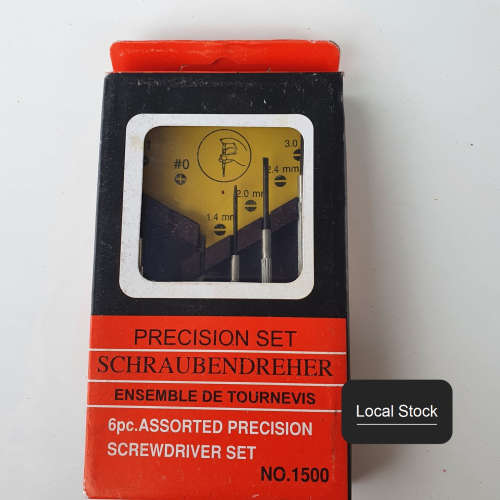 #0
3.0
2.4 mm
2.0 mm
1.4 mm
PRECISION SET
SCHRAUBENDREHER
ENSEMBLE DE TOURNEVIS
6pc.ASSORTED PRECISION
SCREWDRIVER SET
NO.1500
Local Stock